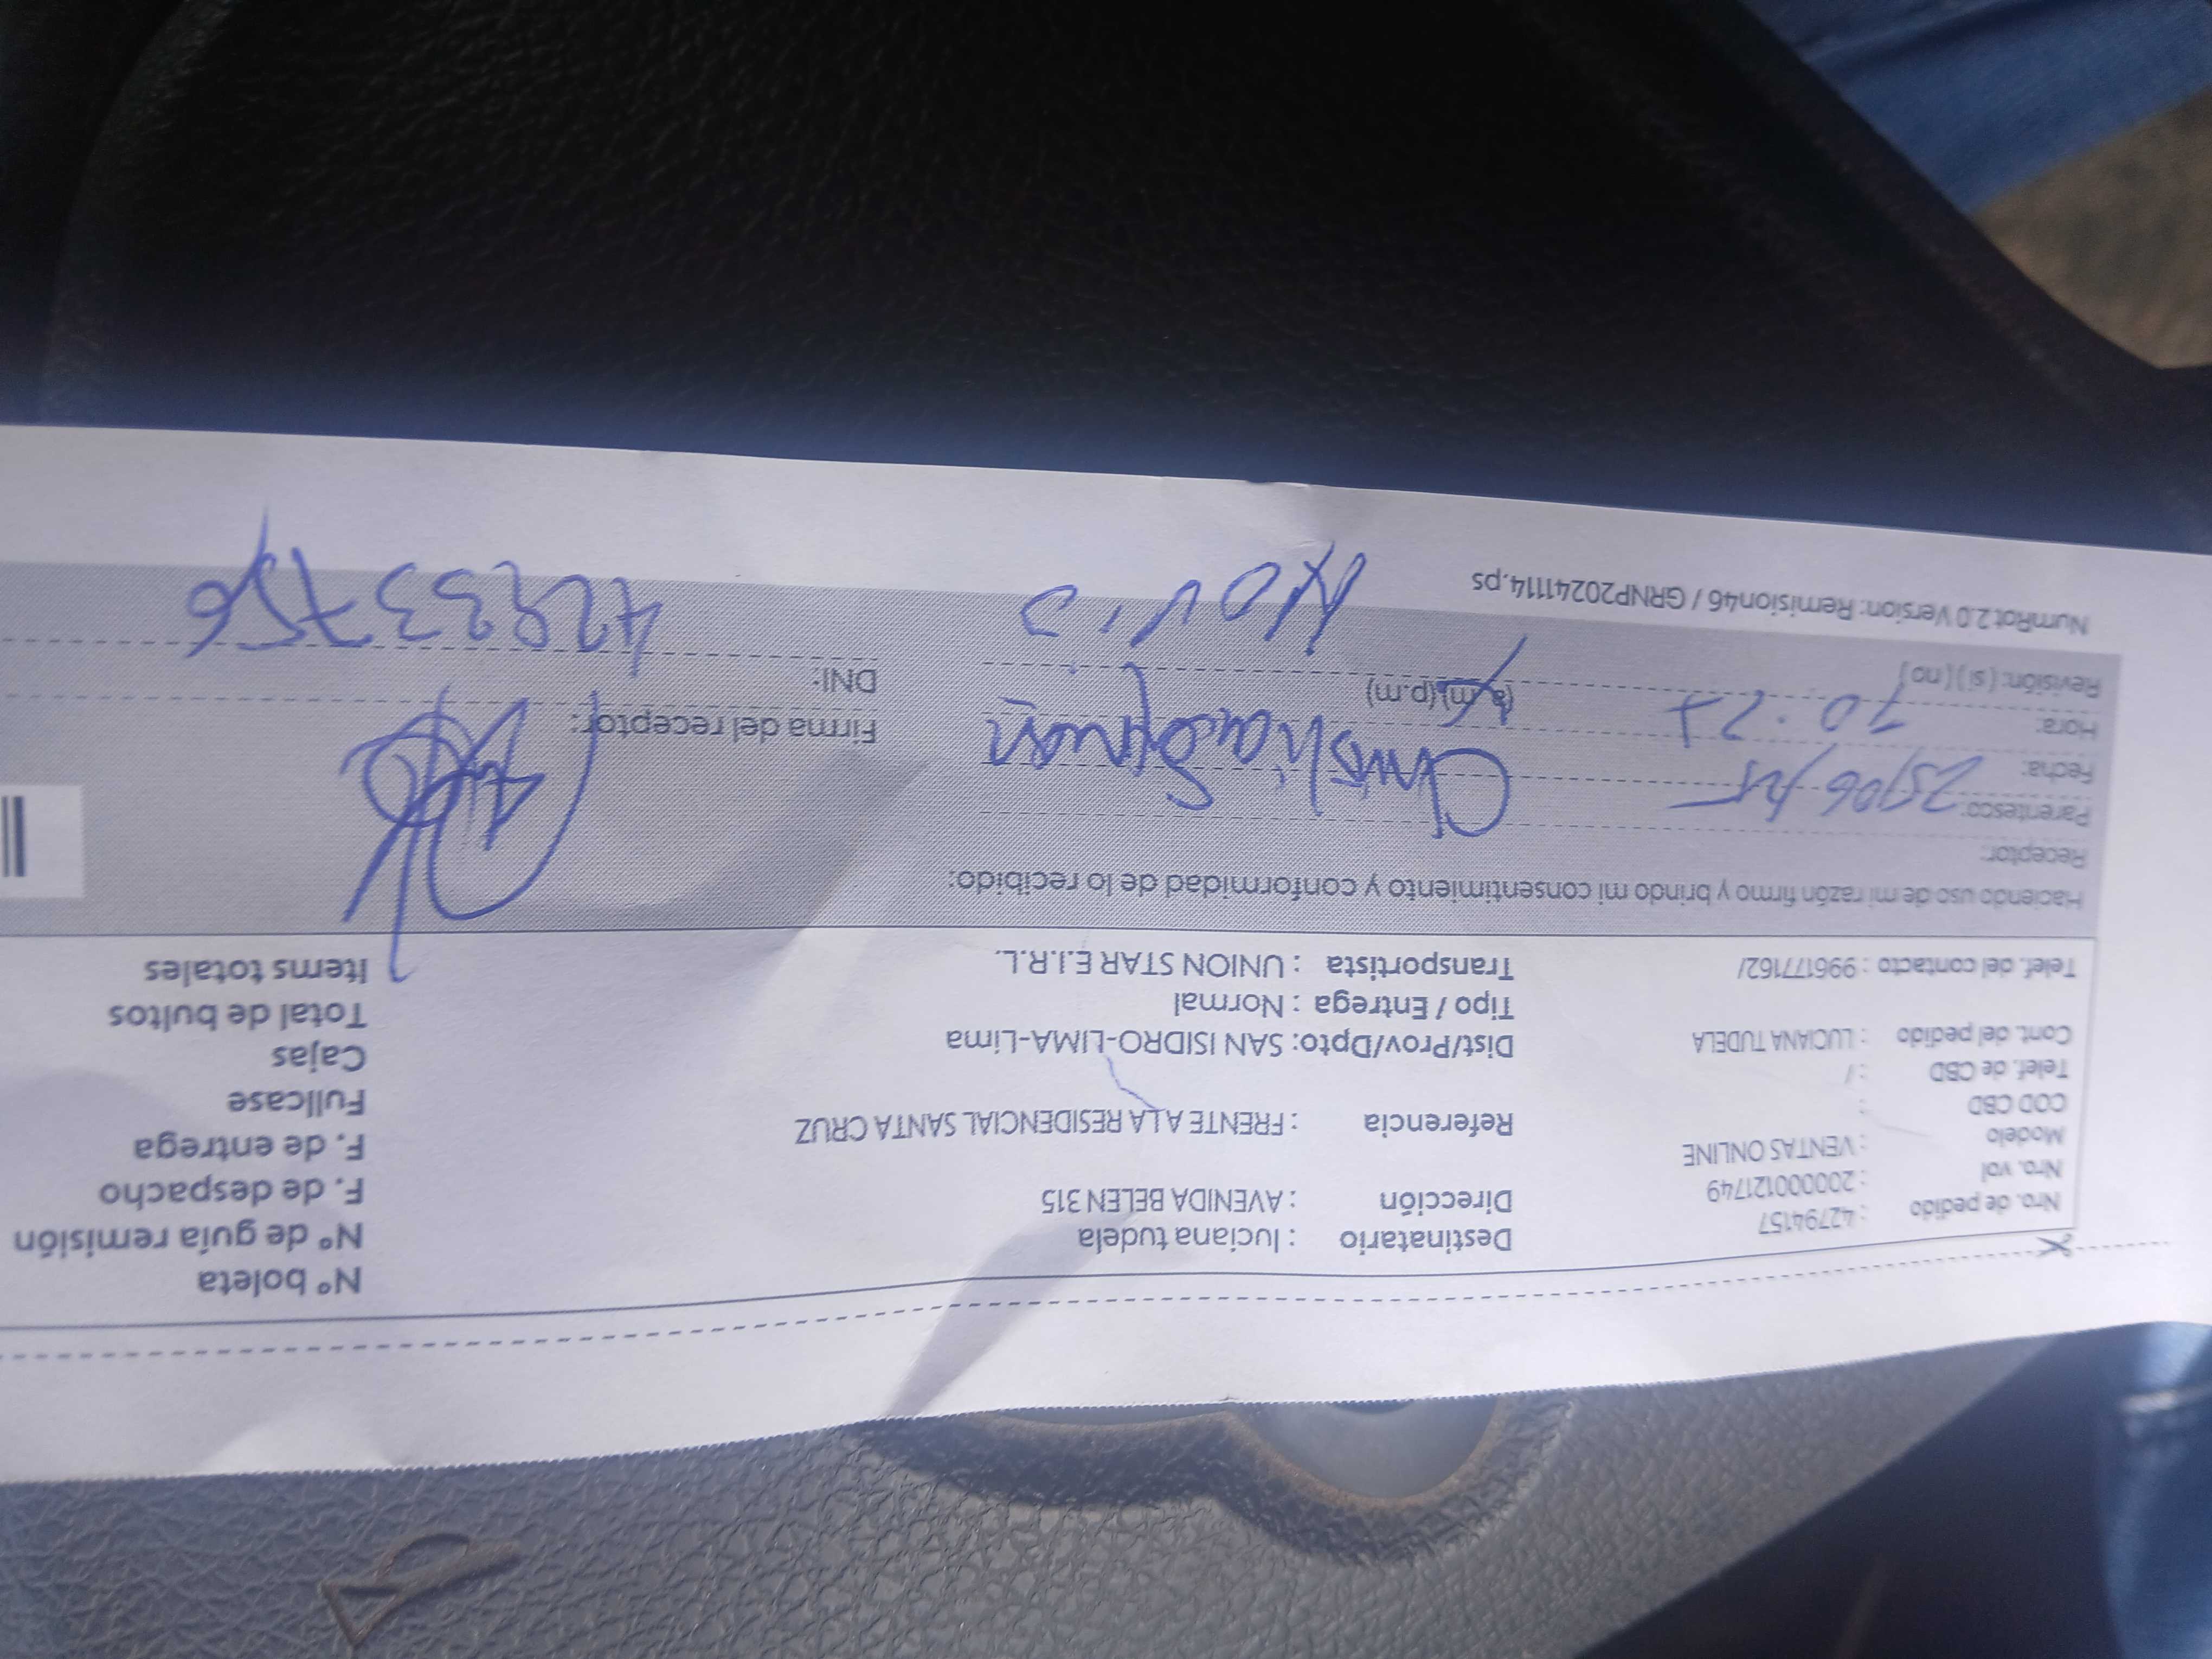 Nro. de pedido : 42794157
Nro. vol : 20000121749
Modelo : VENTAS ONLINE
COD CBD :
Telef. de CBD : /
Cont. del pedido : LUCIANA TUDELA
Telef. del contacto : 996177162/
Destinatario : luciana tudela
Dirección : AVENIDA BELEN 315
Referencia : FRENTE A LA RESIDENCIAL SANTA CRUZ
Dist/Prov/Dpto: SAN ISIDRO-LIMA-Lima
Tipo / Entrega : Normal
Transportista : UNION STAR E.I.R.L.
N° boleta
N° de guía remisión
F. de despacho
F. de entrega
Fullcase
Cajas
Total de bultos
Items totales
Haciendo uso de mi razón firmo y brindo mi consentimiento y conformidad de lo recibido:
Receptor:
Parentesco:
Fecha: 25/06/25
Hora: 10:21 (a.m)(p.m)
Revisión: (si) (no)
Novio
Firma del receptor:
DNI:
NumRot 2.0 Version: Remision46 / GRNP20241114.ps